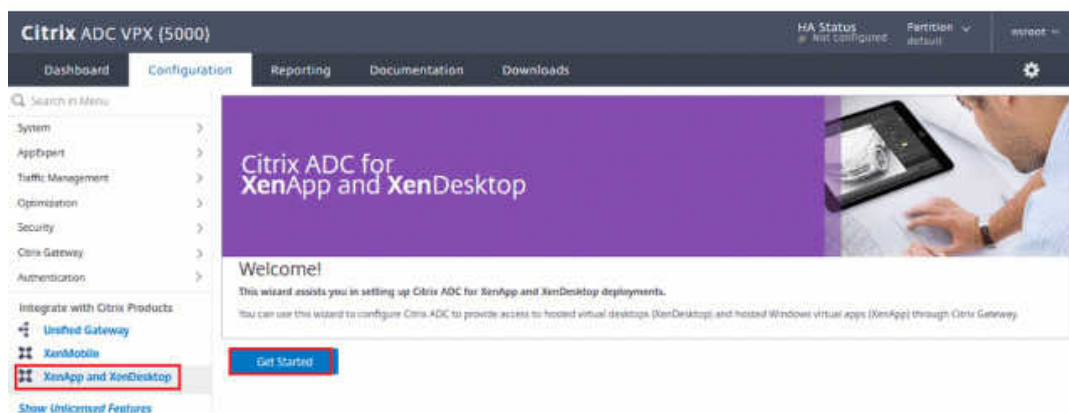 Citrix ADC VPX (5000)
HA Status
Not configured
Partition
default
nsroot
Dashboard
Configuration
Reporting
Documentation
Downloads
Search in Menu
System
AppExpert
Traffic Management
Optimization
Security
Citrix Gateway
Authentication
Integrate with Citrix Products
Unified Gateway
XenMobile
XenApp and XenDesktop
Show Unlicensed Features
Citrix ADC for
XenApp and XenDesktop
Welcome!
This wizard assists you in setting up Citrix ADC for XenApp and XenDesktop deployments.
You can use this wizard to configure Citrix ADC to provide access to hosted virtual desktops (XenDesktop) and hosted Windows virtual apps (XenApp) through Citrix Gateway.
Get Started